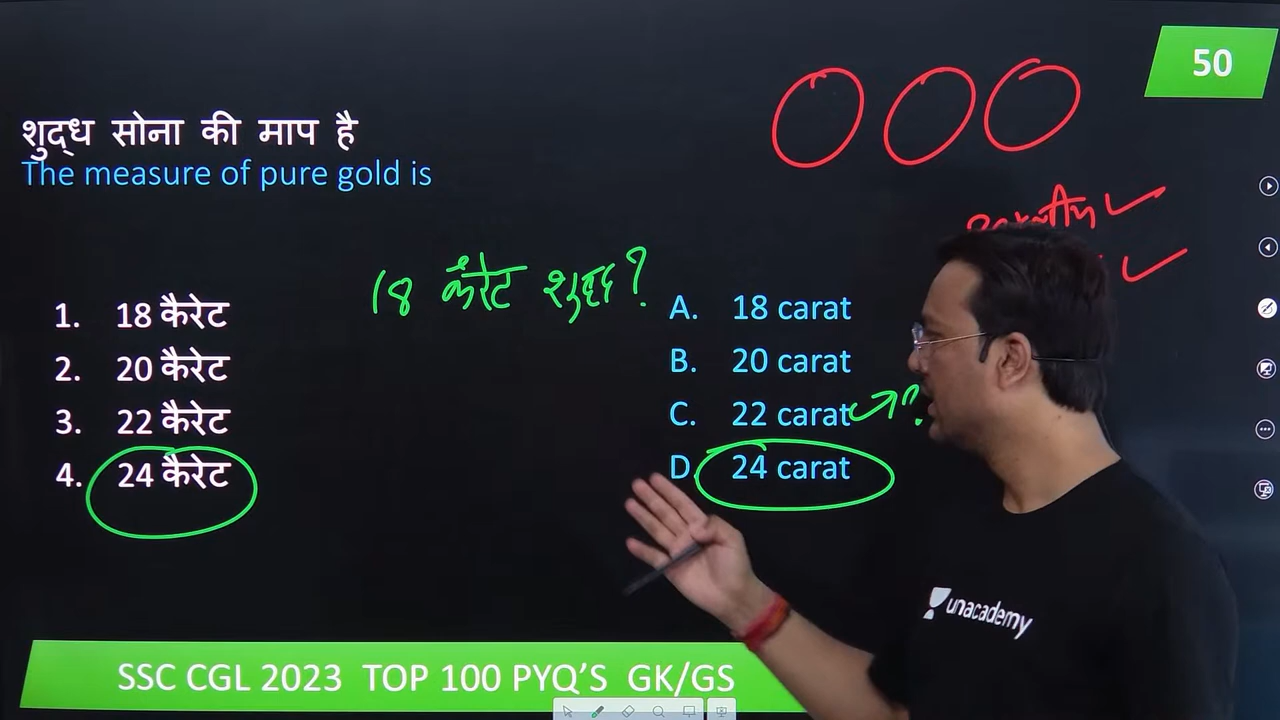 50
शुद्ध सोना की माप है
The measure of pure gold is
18 कैरेट शुद्ध?
1. 18 कैरेट
2. 20 कैरेट
3. 22 कैरेट
4. 24 कैरेट
A. 18 carat
B. 20 carat
C. 22 carat ?
D. 24 carat
unacademy
SSC CGL 2023 TOP 100 PYQ'S GK/GS